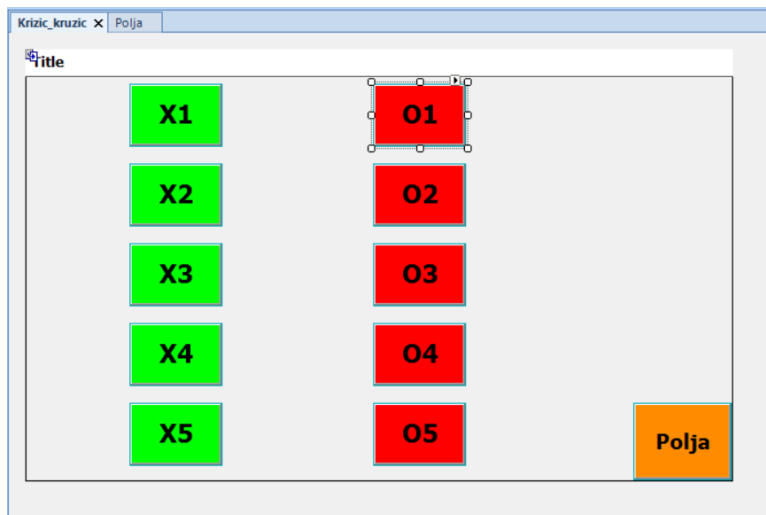 Krizic_kruzic X Polja
Title
X1 O1
X2 O2
X3 O3
X4 O4
X5 O5
Polja